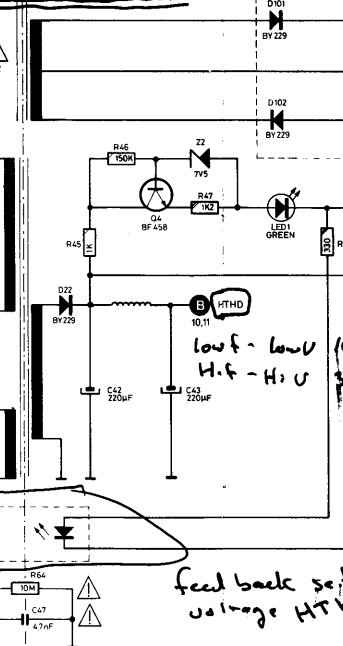 D101
BY229
D102
BY229
R46
150K
Z2
7V5
Q4
BF458
R47
1K2
LED1
GREEN
R45
1K
330
R
D22
BY229
B
HTHD
10,11
low f - low V
H.f - Hi V
C42
220µF
C43
220µF
R64
10M
C47
4.7nF
feed back
voltage HT